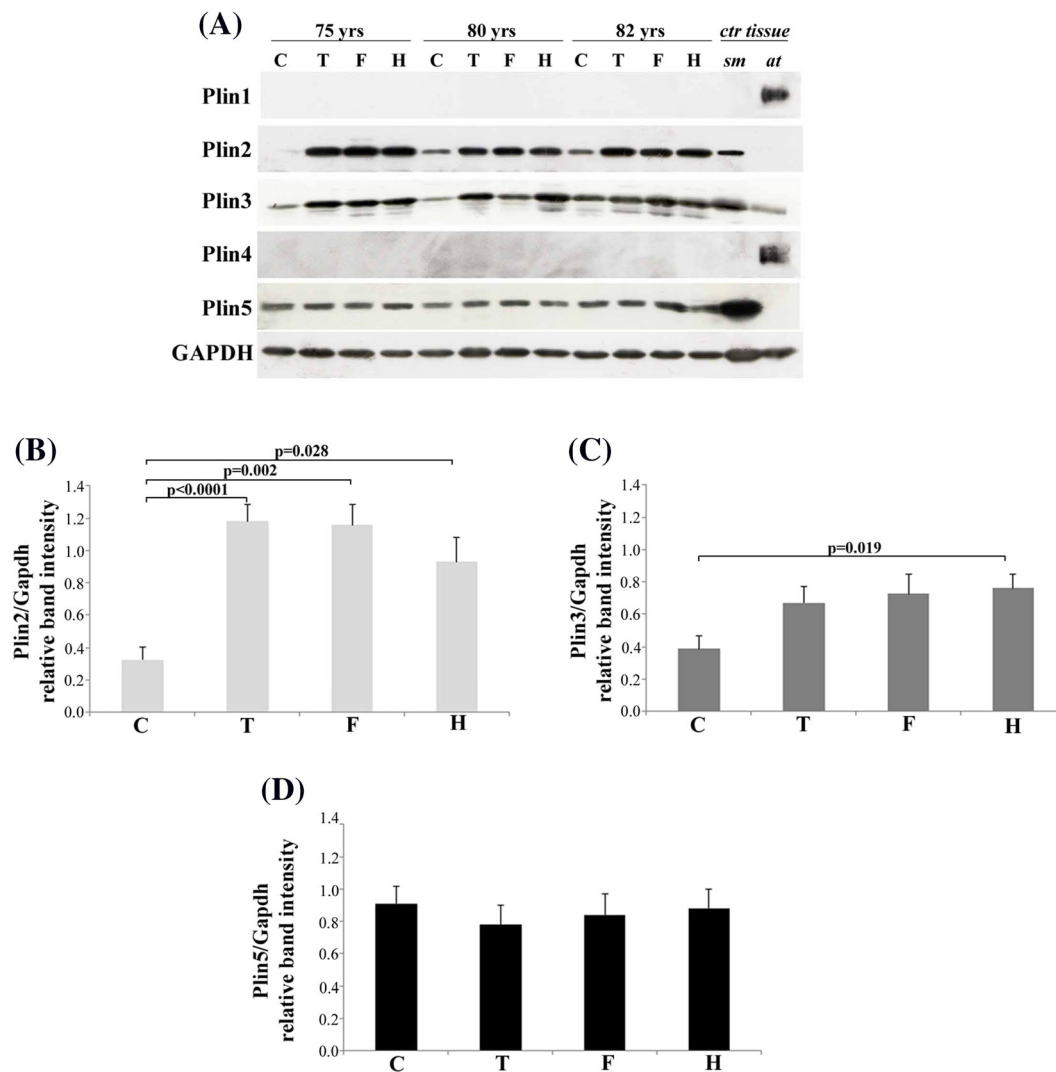 (A)
75 yrs 80 yrs 82 yrs ctr tissue
C T F H C T F H C T F H sm at
Plin1
Plin2
Plin3
Plin4
Plin5
GAPDH
(B)
p=0.028
p=0.002
p<0.0001
Plin2/Gapdh
relative band intensity
1.4
1.2
1.0
0.8
0.6
0.4
0.2
0.0
C T F H
(C)
p=0.019
Plin3/Gapdh
relative band intensity
1.4
1.2
1.0
0.8
0.6
0.4
0.2
0.0
C T F H
(D)
Plin5/Gapdh
relative band intensity
1.4
1.2
1.0
0.8
0.6
0.4
0.2
0.0
C T F H